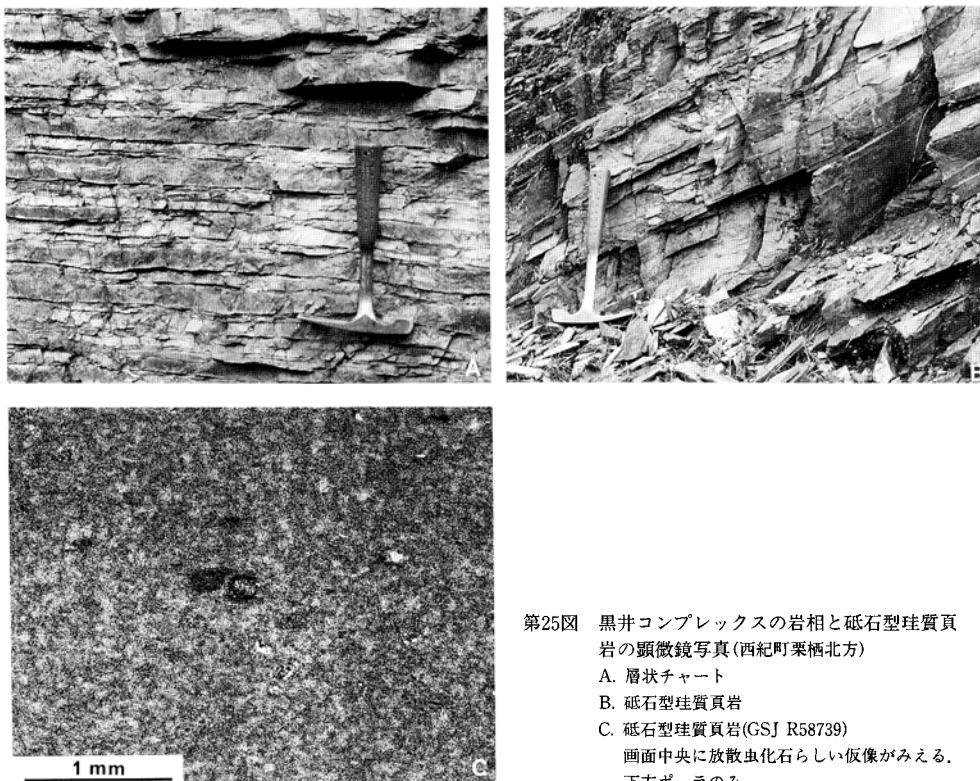 A
C
1 mm
第25図 黒井コンプレックスの岩相と砥石型珪質頁
岩の顕微鏡写真(西紀町栗栖北方)
A. 層状チャート
B. 砥石型珪質頁岩
C. 砥石型珪質頁岩(GSJ R58739)
画面中央に放散虫化石らしい仮像がみえる.